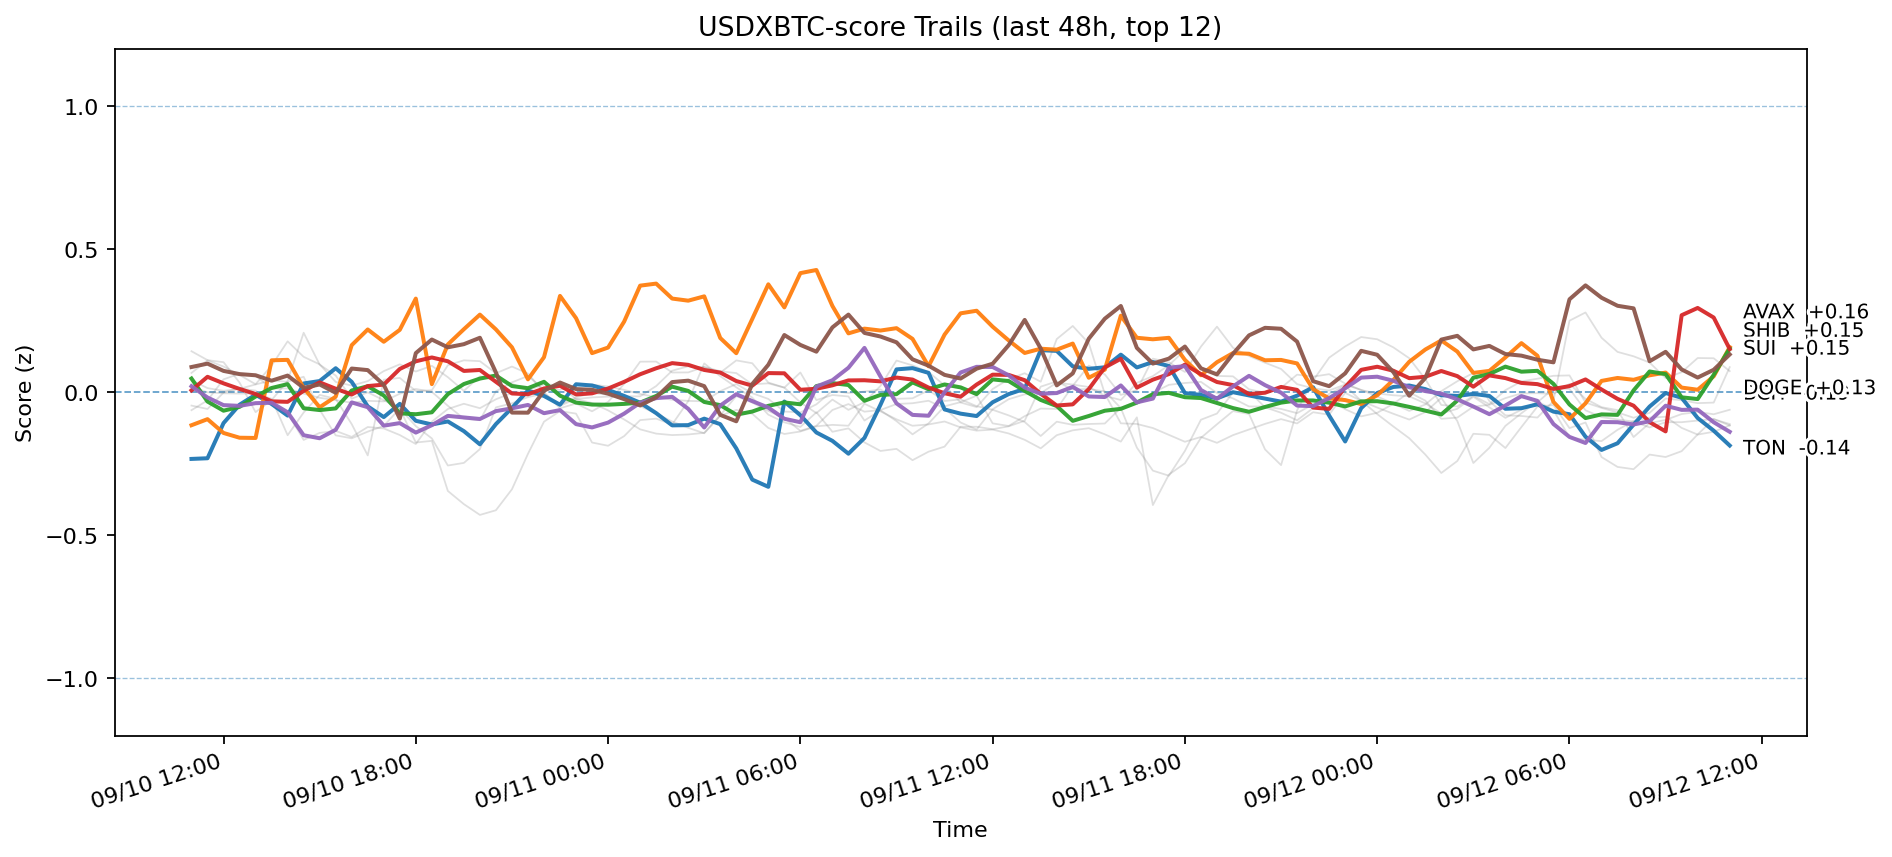 USDXBTC-score Trails (last 48h, top 12)
Score (z)
1.0
0.5
0.0
−0.5
−1.0
AVAX +0.16
SHIB +0.15
SUI +0.15
DOGE +0.13
TON -0.14
09/10 12:00
09/10 18:00
09/11 00:00
09/11 06:00
09/11 12:00
09/11 18:00
09/12 00:00
09/12 06:00
09/12 12:00
Time